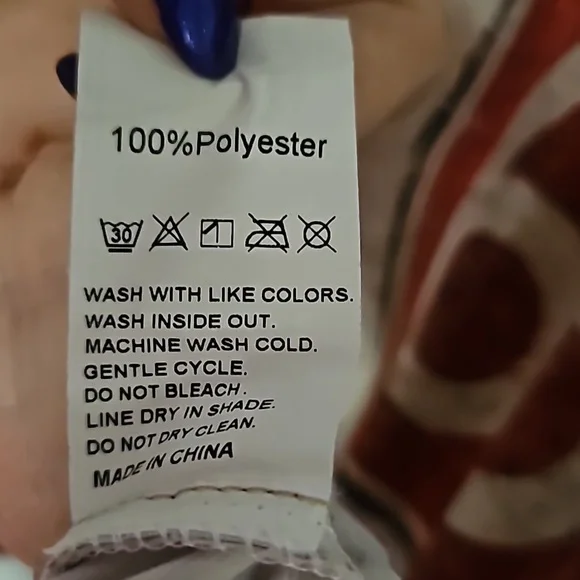 100%Polyester
30
WASH WITH LIKE COLORS.
WASH INSIDE OUT.
MACHINE WASH COLD.
GENTLE CYCLE.
DO NOT BLEACH.
LINE DRY IN SHADE.
DO NOT DRY CLEAN.
MADE IN CHINA